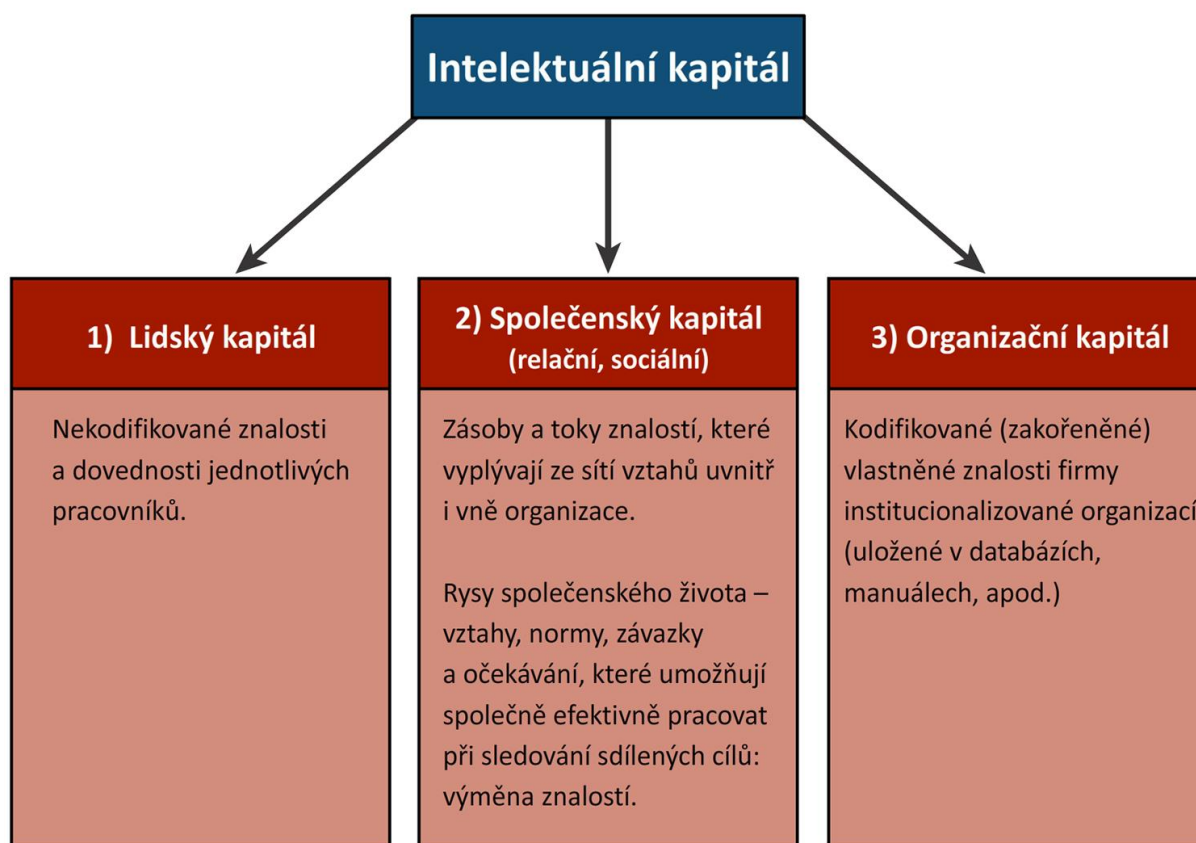 Intelektuální kapitál
1) Lidský kapitál
Nekodifikované znalosti
a dovednosti jednotlivých
pracovníků.
2) Společenský kapitál
(relační, sociální)
Zásoby a toky znalostí, které
vyplývají ze sítí vztahů uvnitř
i vně organizace.
Rysy společenského života –
vztahy, normy, závazky
a očekávání, které umožňují
společně efektivně pracovat
při sledování sdílených cílů:
výměna znalostí.
3) Organizační kapitál
Kodifikované (zakořeněné)
vlastněné znalosti firmy
institucionalizované organizací
(uložené v databázích,
manuálech, apod.)